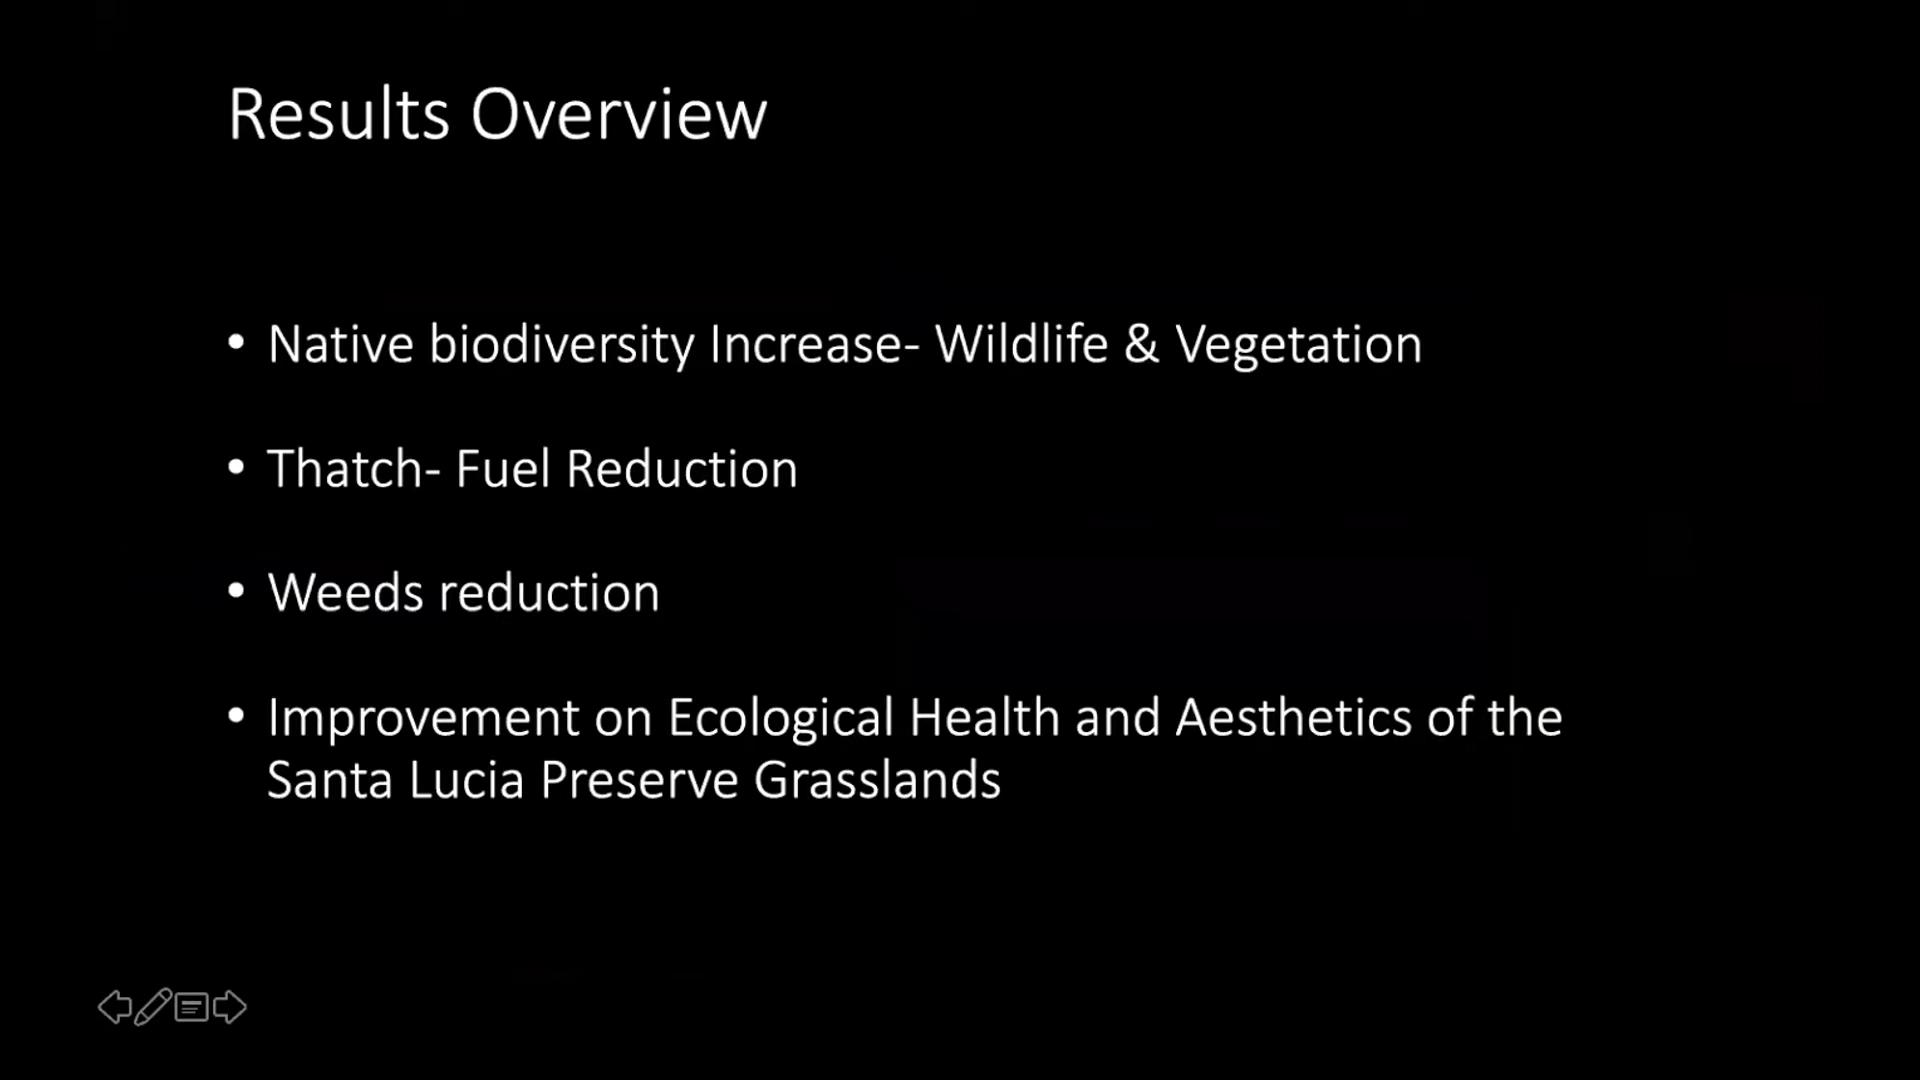 Results Overview
• Native biodiversity Increase- Wildlife & Vegetation
• Thatch- Fuel Reduction
• Weeds reduction
• Improvement on Ecological Health and Aesthetics of the
Santa Lucia Preserve Grasslands